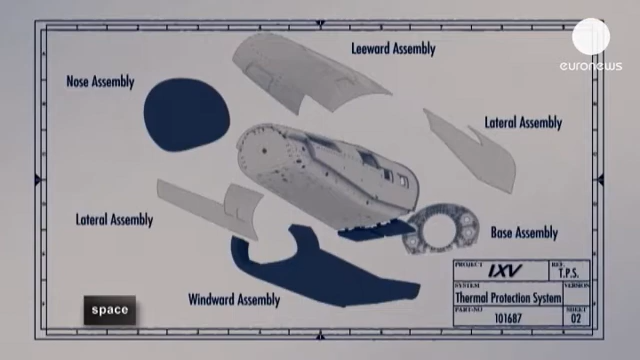 euronews
Leeward Assembly
Nose Assembly
Lateral Assembly
Lateral Assembly
Base Assembly
Windward Assembly
space
PROJECT
IXV
T.P.S.
SYSTEM
VERSION
Thermal Protection System
PART-NO
SHEET
101687
02